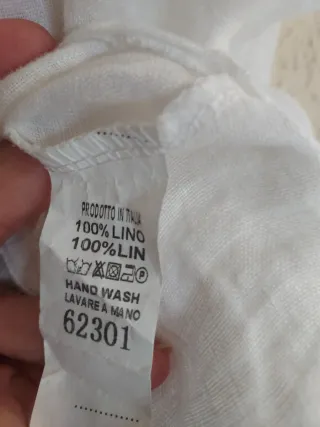 PRODOTTO IN ITALIA
100% LINO
100% LIN
HAND WASH
LAVARE A MANO
62301